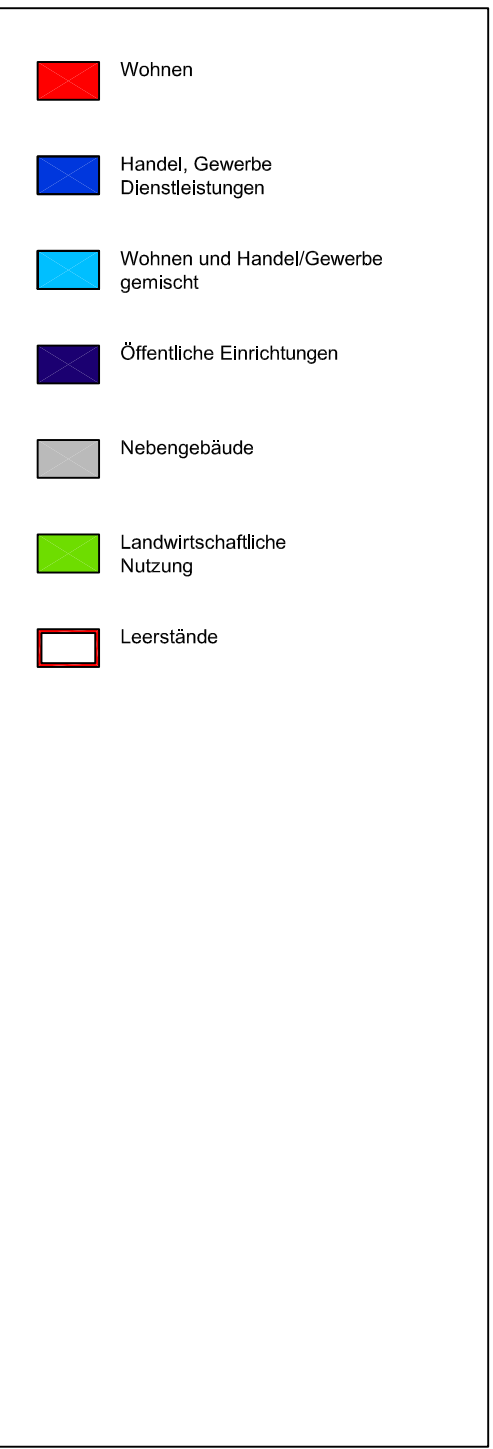 Wohnen
Handel, Gewerbe
Dienstleistungen
Wohnen und Handel/Gewerbe
gemischt
Öffentliche Einrichtungen
Nebengebäude
Landwirtschaftliche
Nutzung
Leerstände